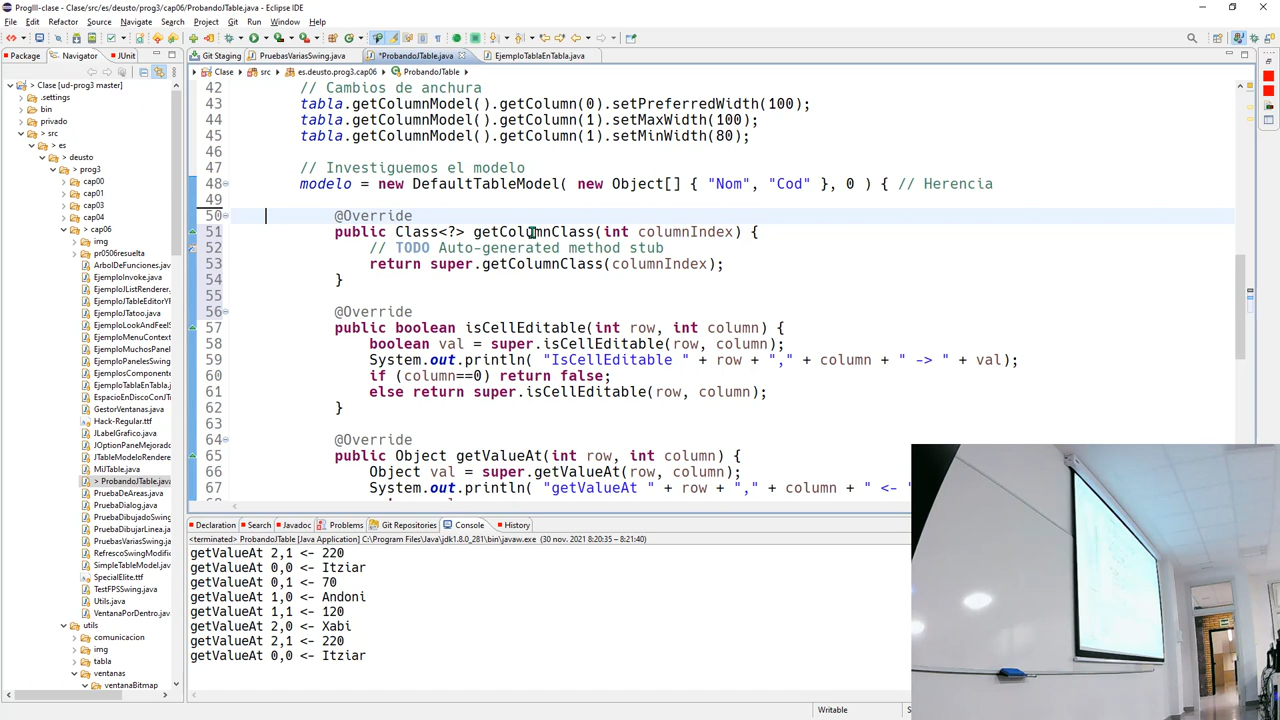 ProgIII-clase - Clase/src/es/deusto/prog3/cap06/ProbandoJTable.java - Eclipse IDE
File Edit Refactor Source Navigate Search Project Git Run Window Help
Package Navigator JUnit
Git Staging PruebasVariasSwing.java *ProbandoJTable.java EjemploTablaEnTabla.java
Clase src es.deusto.prog3.cap06 ProbandoJTable
Clase [ud-prog3 master]
.settings
bin
privado
src
es
deusto
prog3
cap00
cap01
cap03
cap04
cap06
img
pr0506resuelta
ArbolDeFunciones.java
EjemploInvoke.java
EjemploJListRenderer.
EjemploJTableEditorYF
EjemploJTatoo.java
EjemploLookAndFeelS
EjemploMenuContext
EjemploMuchosPanel
EjemploPanelesSwing
EjemplosComponente
EjemploTablaEnTabla.
EspacioEnDiscoConJT
GestorVentanas.java
Hack-Regular.ttf
JLabelGrafico.java
JOptionPaneMejorado
JTableModeloRendere
MiJTable.java
> ProbandoJTable.java
PruebaDeAreas.java
PruebaDialog.java
PruebaDibujadoSwing
PruebaDibujarLinea.ja
PruebasVariasSwing.ja
RefrescoSwingModific
SimpleTableModel.jav
SpecialElite.ttf
TestFPSSwing.java
Utils.java
VentanaPorDentro.jav
utils
comunicacion
img
tabla
ventanas
ventanaBitmap
42 // Cambios de anchura
43 tabla.getColumnModel().getColumn(0).setPreferredWidth(100);
44 tabla.getColumnModel().getColumn(1).setMaxWidth(100);
45 tabla.getColumnModel().getColumn(1).setMinWidth(80);
46
47 // Investiguemos el modelo
48 modelo = new DefaultTableModel( new Object[] { "Nom", "Cod" }, 0 ) { // Herencia
49
50 @Override
51 public Class<?> getColumnClass(int columnIndex) {
52 // TODO Auto-generated method stub
53 return super.getColumnClass(columnIndex);
54 }
55
56 @Override
57 public boolean isCellEditable(int row, int column) {
58 boolean val = super.isCellEditable(row, column);
59 System.out.println( "IsCellEditable " + row + "," + column + " -> " + val);
60 if (column==0) return false;
61 else return super.isCellEditable(row, column);
62 }
63
64 @Override
65 public Object getValueAt(int row, int column) {
66 Object val = super.getValueAt(row, column);
67 System.out.println( "getValueAt " + row + "," + column + " <- "
Declaration Search Javadoc Problems Git Repositories Console History
<terminated> ProbandoJTable [Java Application] C:\Program Files\Java\jdk1.8.0_281\bin\javaw.exe (30 nov. 2021 8:20:35 – 8:21:40)
getValueAt 2,1 <- 220
getValueAt 0,0 <- Itziar
getValueAt 0,1 <- 70
getValueAt 1,0 <- Andoni
getValueAt 1,1 <- 120
getValueAt 2,0 <- Xabi
getValueAt 2,1 <- 220
getValueAt 0,0 <- Itziar
Writable